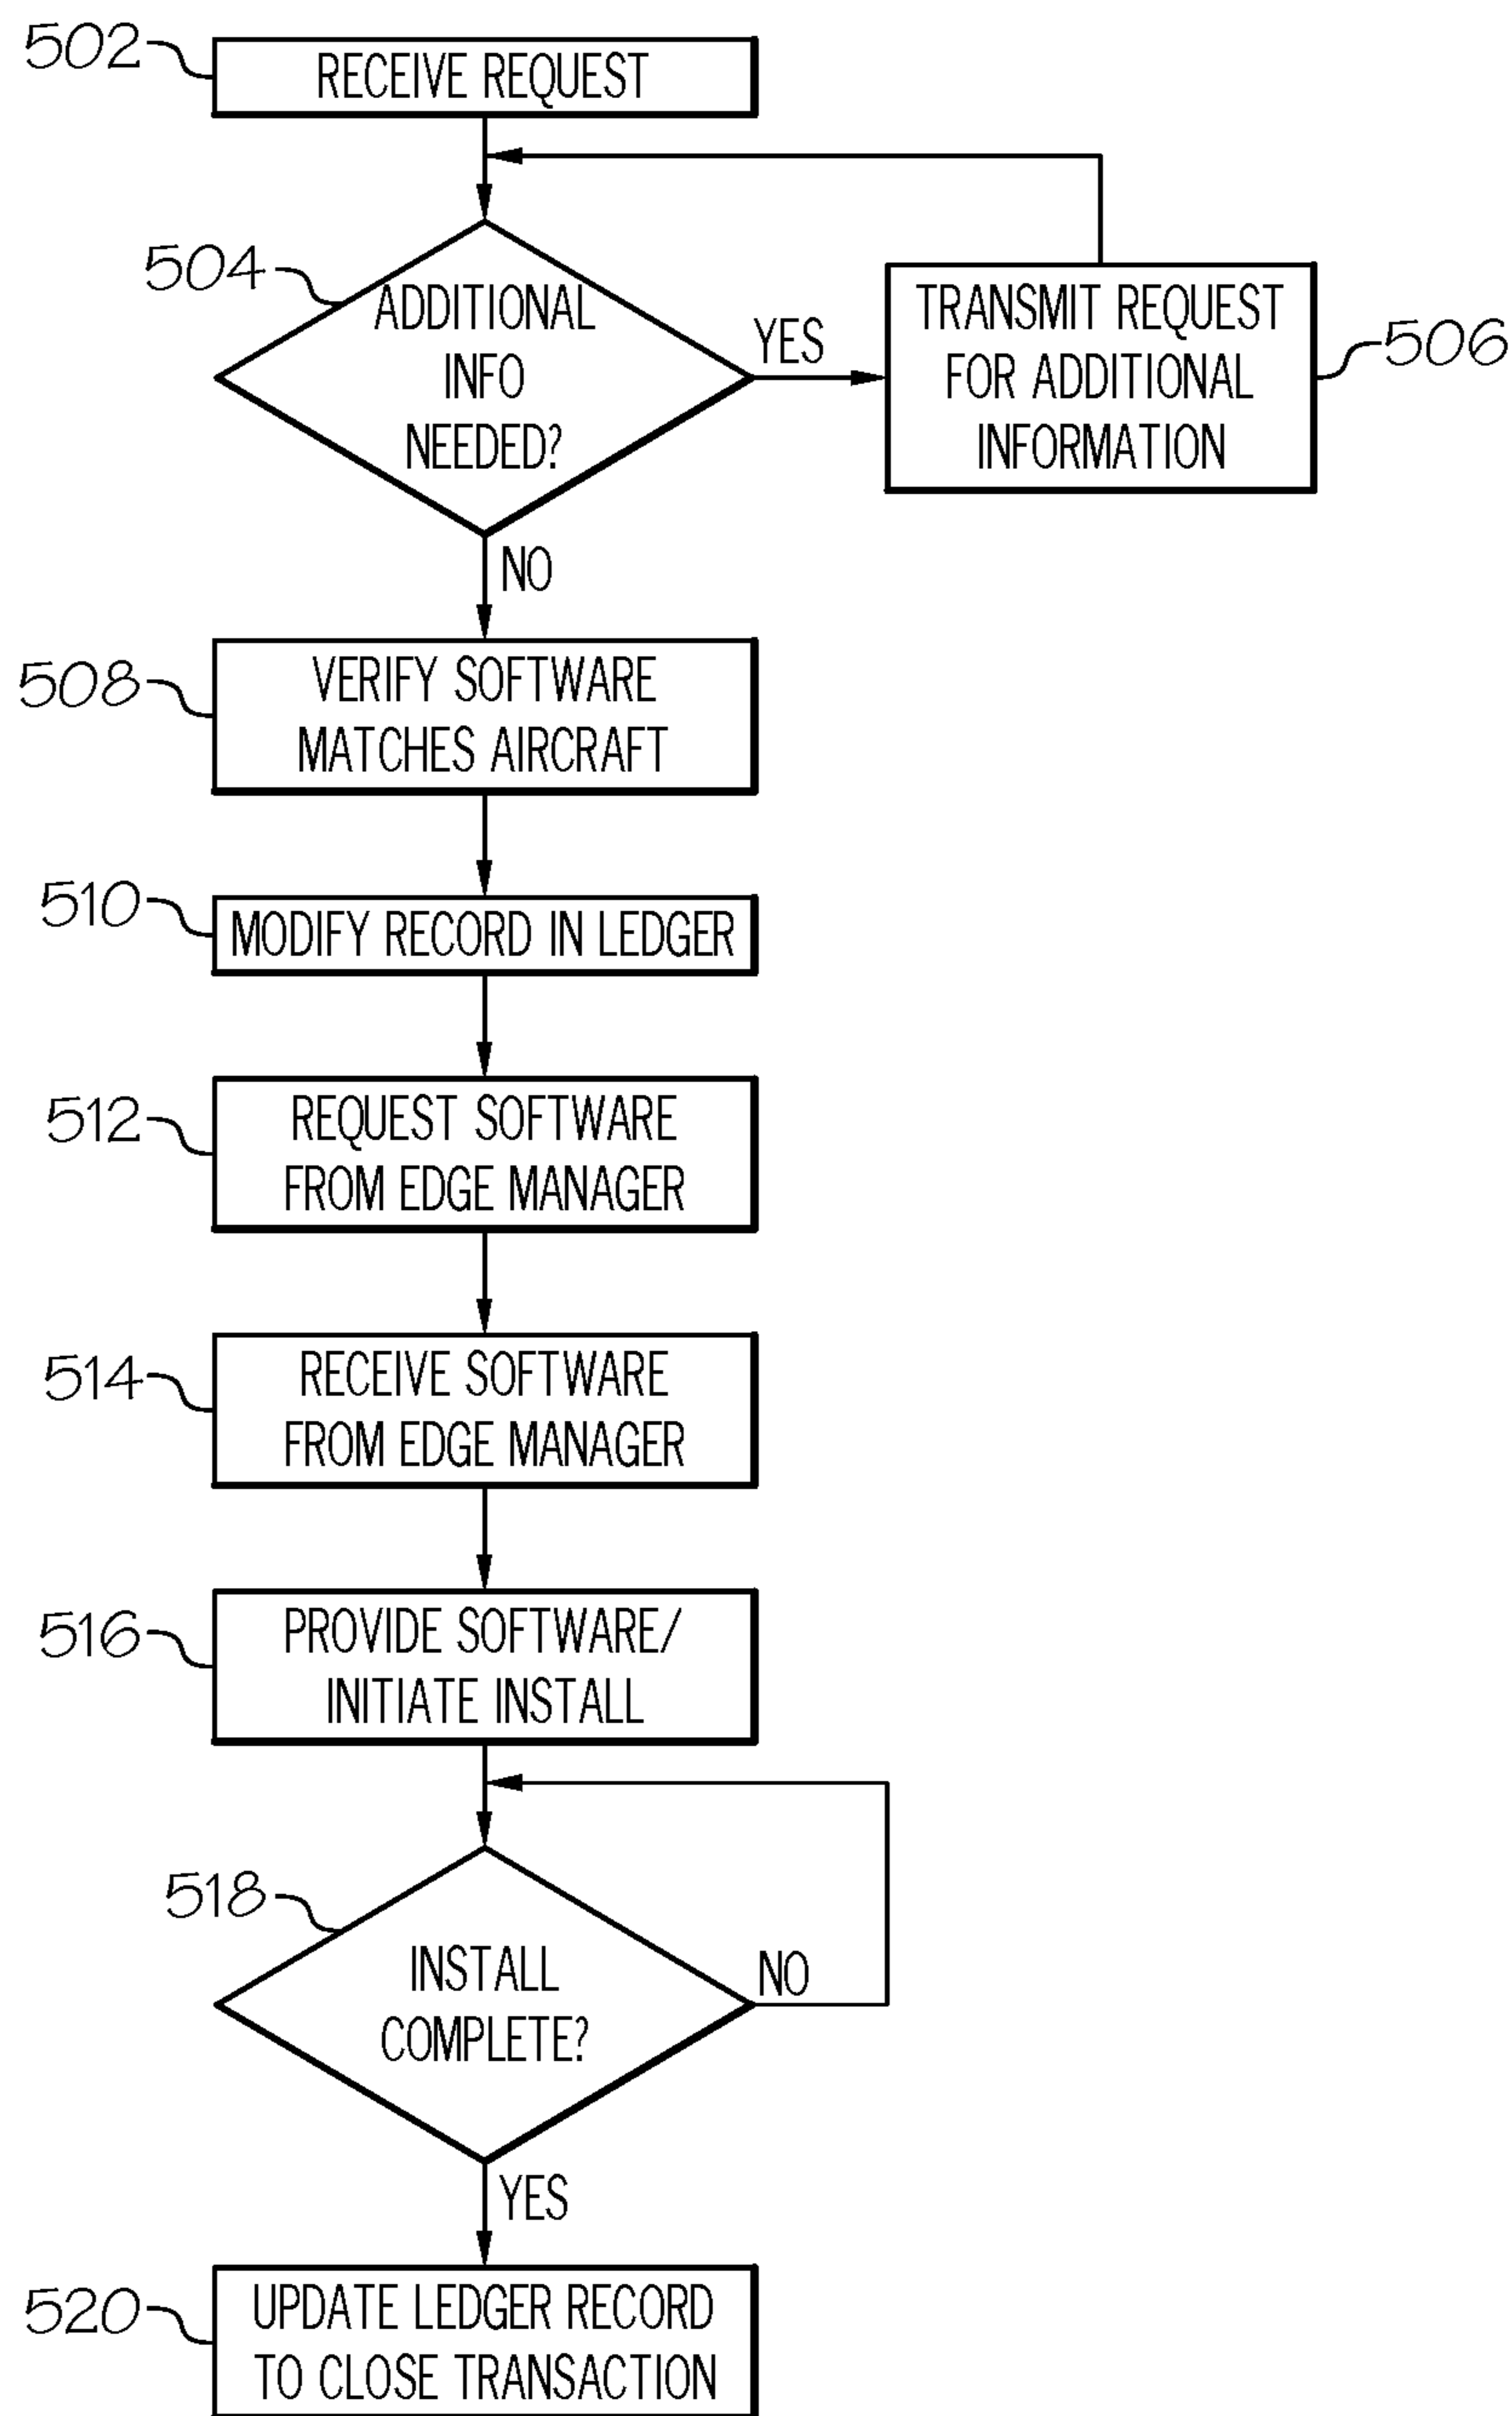 502
RECEIVE REQUEST
504
ADDITIONAL
INFO
NEEDED?
YES
TRANSMIT REQUEST
FOR ADDITIONAL
INFORMATION
506
NO
508
VERIFY SOFTWARE
MATCHES AIRCRAFT
510
MODIFY RECORD IN LEDGER
512
REQUEST SOFTWARE
FROM EDGE MANAGER
514
RECEIVE SOFTWARE
FROM EDGE MANAGER
516
PROVIDE SOFTWARE/
INITIATE INSTALL
518
INSTALL
COMPLETE?
NO
YES
520
UPDATE LEDGER RECORD
TO CLOSE TRANSACTION